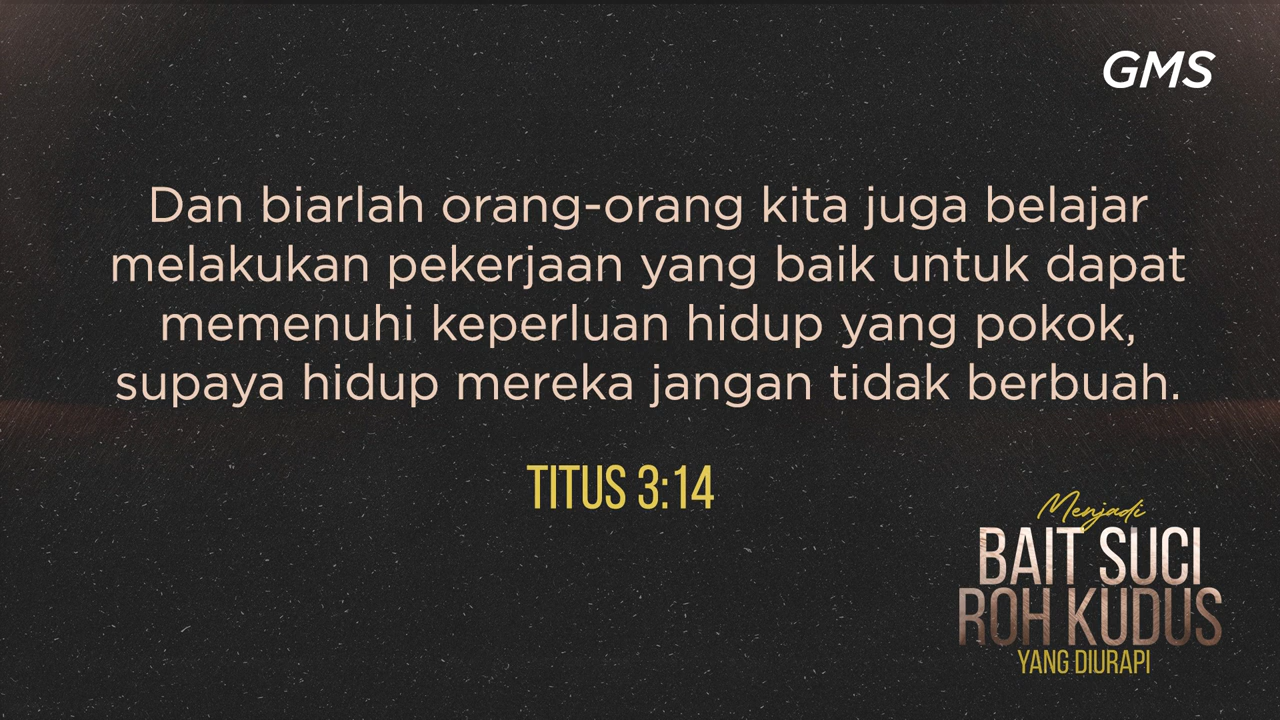 GMS
Dan biarlah orang-orang kita juga belajar
melakukan pekerjaan yang baik untuk dapat
memenuhi keperluan hidup yang pokok,
supaya hidup mereka jangan tidak berbuah.
TITUS 3:14
Menjadi
BAIT SUCI
ROH KUDUS
YANG DIURAPI